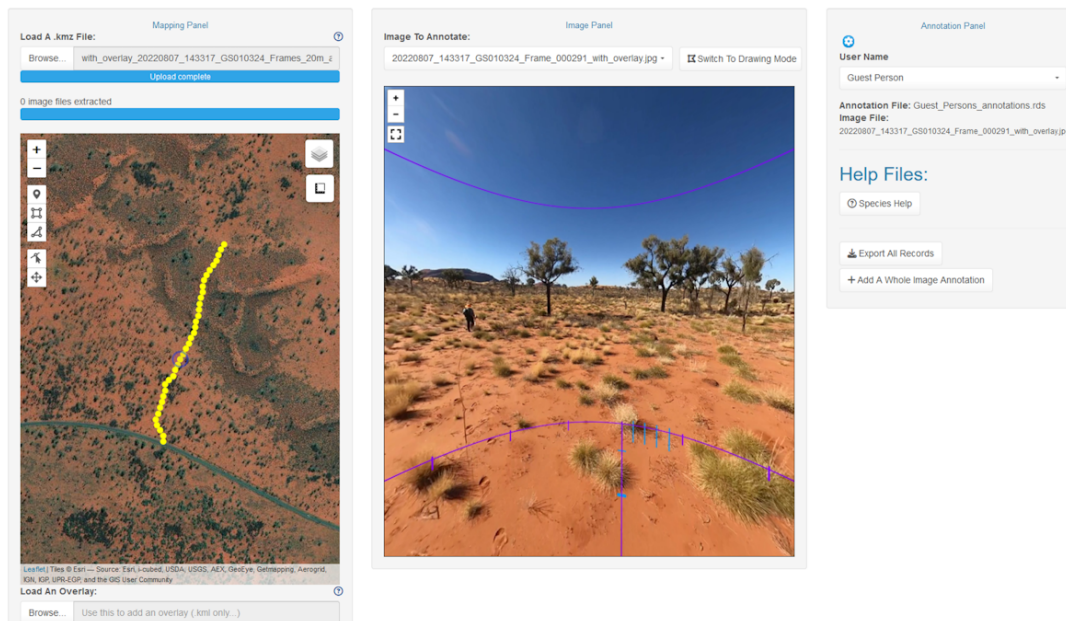 Mapping Panel
Load A .kmz File:
Browse... with_overlay_20220807_143317_GS010324_Frames_20m_a
Upload complete
0 image files extracted
+
−
Leaflet | Tiles © Esri — Source: Esri, i-cubed, USDA, USGS, AEX, GeoEye, Getmapping, Aerogrid,
IGN, IGP, UPR-EGP, and the GIS User Community
Load An Overlay:
Browse... Use this to add an overlay (.kml only...)
Image Panel
Image To Annotate:
20220807_143317_GS010324_Frame_000291_with_overlay.jpg
Switch To Drawing Mode
+
−
Annotation Panel
User Name
Guest Person
Annotation File: Guest_Persons_annotations.rds
Image File:
20220807_143317_GS010324_Frame_000291_with_overlay.jp
Help Files:
Species Help
Export All Records
+ Add A Whole Image Annotation